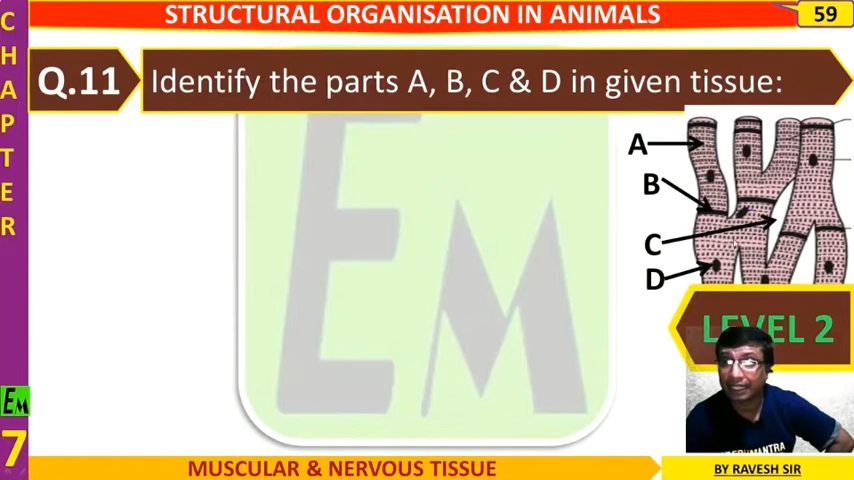 STRUCTURAL ORGANISATION IN ANIMALS
59
CHAPTER
Q.11
Identify the parts A, B, C & D in given tissue:
A
B
C
D
LEVEL 2
EM
EM
7
MUSCULAR & NERVOUS TISSUE
BY RAVESH SIR